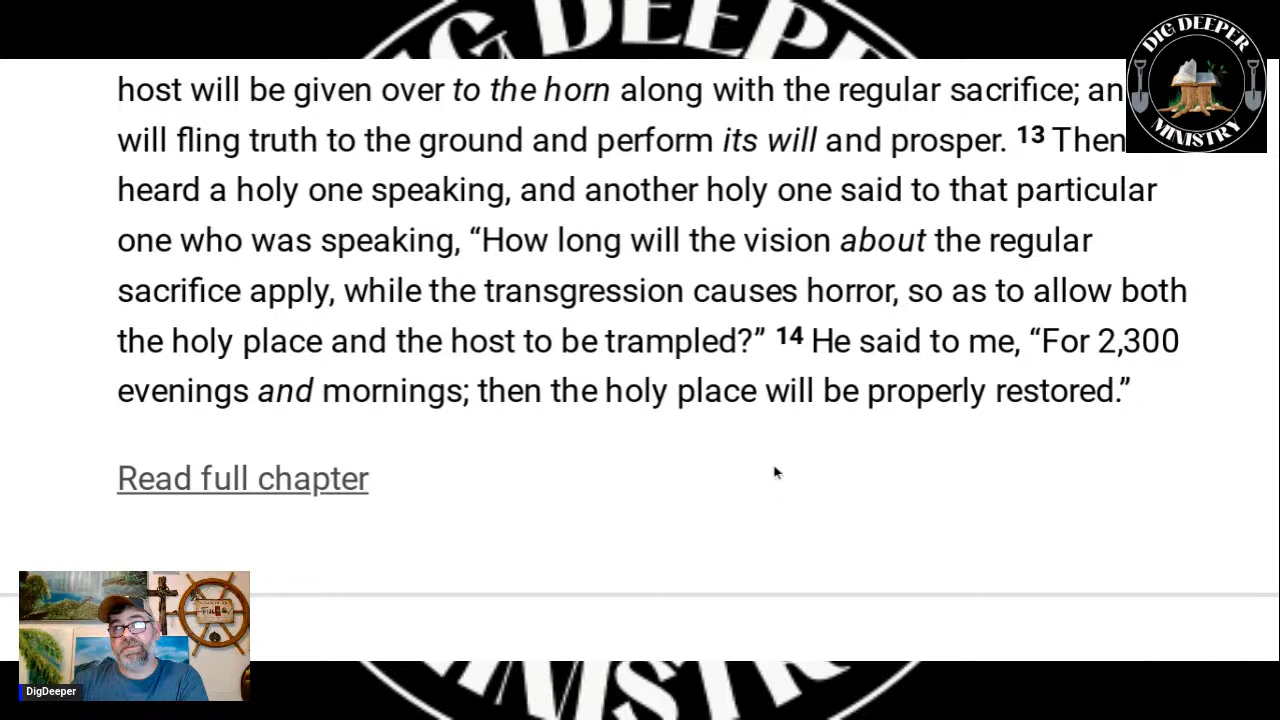 DIG DEEPER
DIG DEEPER
MINISTRY
host will be given over to the horn along with the regular sacrifice; an
will fling truth to the ground and perform its will and prosper. 13 Then
heard a holy one speaking, and another holy one said to that particular
one who was speaking, “How long will the vision about the regular
sacrifice apply, while the transgression causes horror, so as to allow both
the holy place and the host to be trampled?” 14 He said to me, “For 2,300
evenings and mornings; then the holy place will be properly restored.”
Read full chapter
DigDeeper
MINISTRY